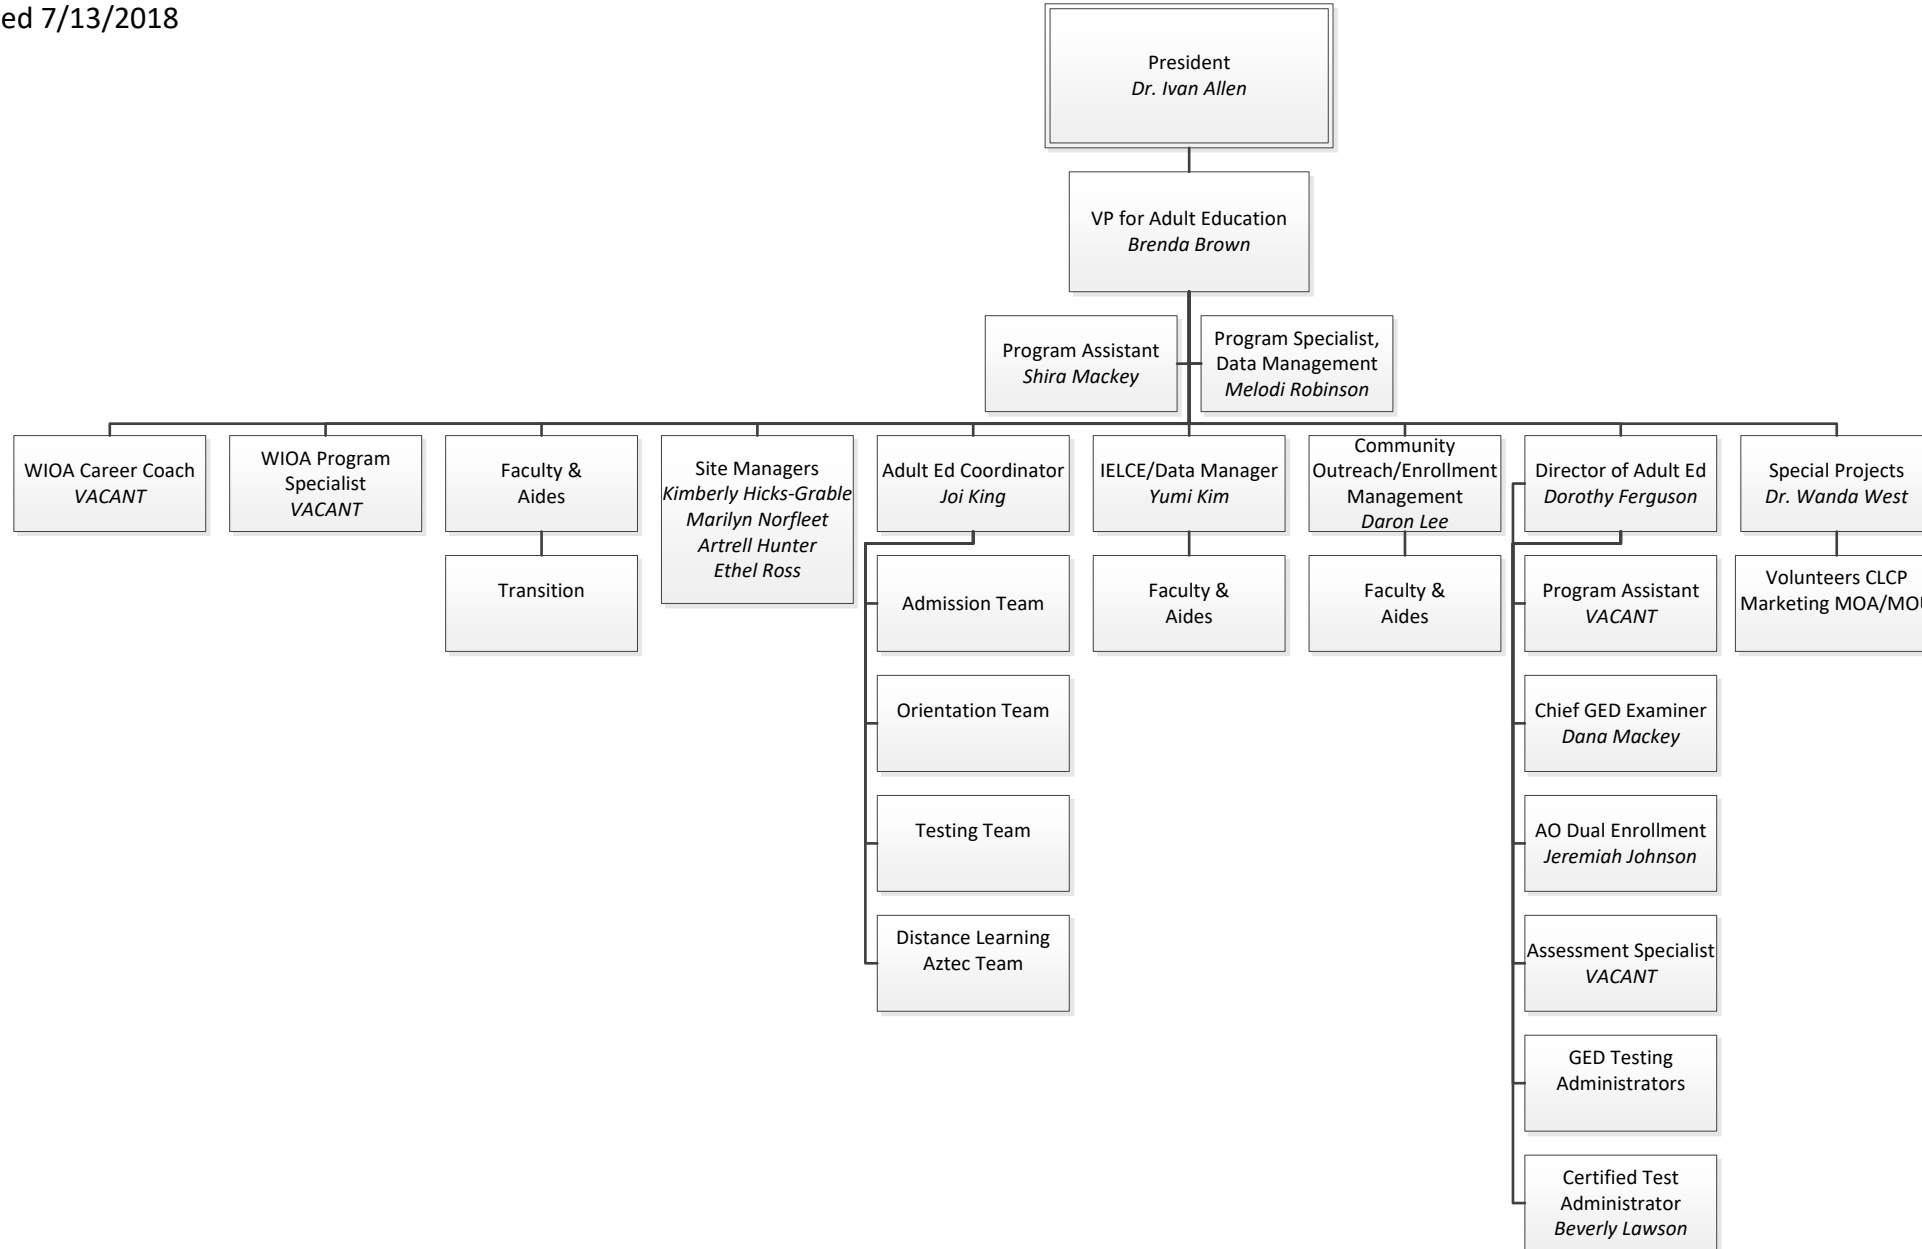 ed 7/13/2018
President
Dr. Ivan Allen
VP for Adult Education
Brenda Brown
Program Assistant
Shira Mackey
Program Specialist,
Data Management
Melodi Robinson
WIOA Career Coach
VACANT
WIOA Program
Specialist
VACANT
Faculty &
Aides
Transition
Site Managers
Kimberly Hicks-Grable
Marilyn Norfleet
Artrell Hunter
Ethel Ross
Adult Ed Coordinator
Joi King
Admission Team
Orientation Team
Testing Team
Distance Learning
Aztec Team
IELCE/Data Manager
Yumi Kim
Faculty &
Aides
Community
Outreach/Enrollment
Management
Daron Lee
Faculty &
Aides
Director of Adult Ed
Dorothy Ferguson
Program Assistant
VACANT
Chief GED Examiner
Dana Mackey
AO Dual Enrollment
Jeremiah Johnson
Assessment Specialist
VACANT
GED Testing
Administrators
Certified Test
Administrator
Beverly Lawson
Special Projects
Dr. Wanda West
Volunteers CLCP
Marketing MOA/MOU